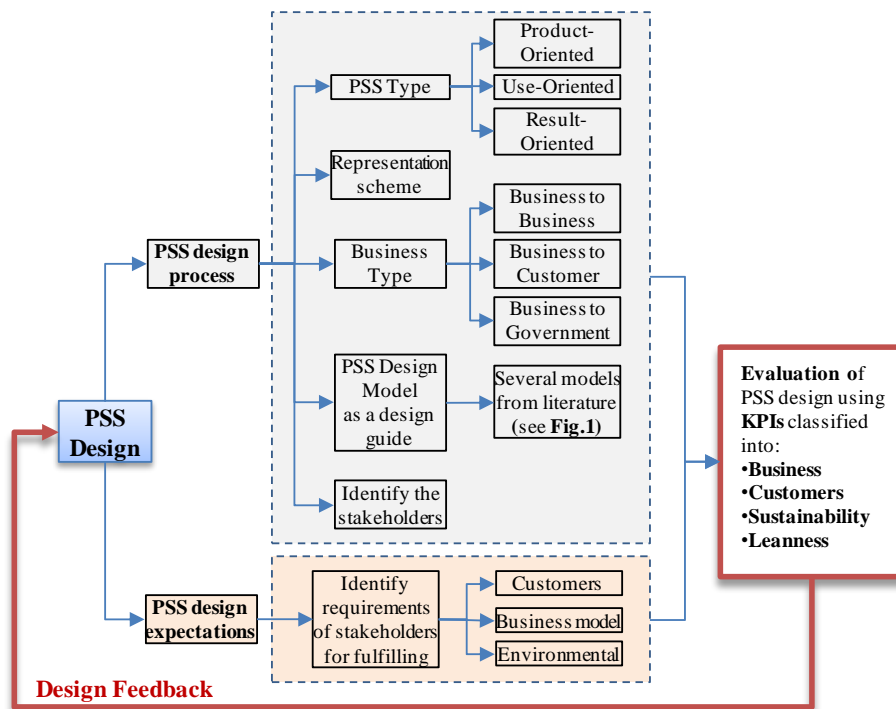 Product-
Oriented
PSS Type
Use-Oriented
Result-
Oriented
Representation
scheme
Business to
Business
PSS design
process
Business
Type
Business to
Customer
Business to
Government
PSS Design
Model
as a design
guide
Several models
from literature
(see Fig.1)
Identify the
stakeholders
PSS
Design
Evaluation of
PSS design using
KPIs classified
into:
•Business
•Customers
•Sustainability
•Leanness
PSS design
expectations
Identify
requirements
of stakeholders
for fulfilling
Customers
Business model
Environmental
Design Feedback